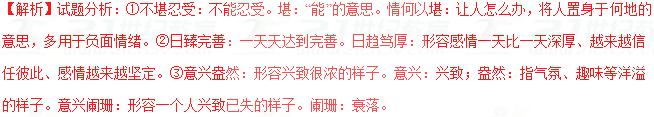 【解析】试题分析：①不堪忍受：不能忍受。堪：“能”的意思。情何以堪：让人怎么办，将人置身于何地的
意思，多用于负面情绪。②日臻完善：一天天达到完善。日趋笃厚：形容感情一天比一天深厚、越来越信
任彼此、感情越来越坚定。③意兴盎然：形容兴致很浓的样子。意兴：兴致；盎然：指气氛、趣味等洋溢
的样子。意兴阑珊：形容一个人兴致已失的样子。阑珊：衰落。